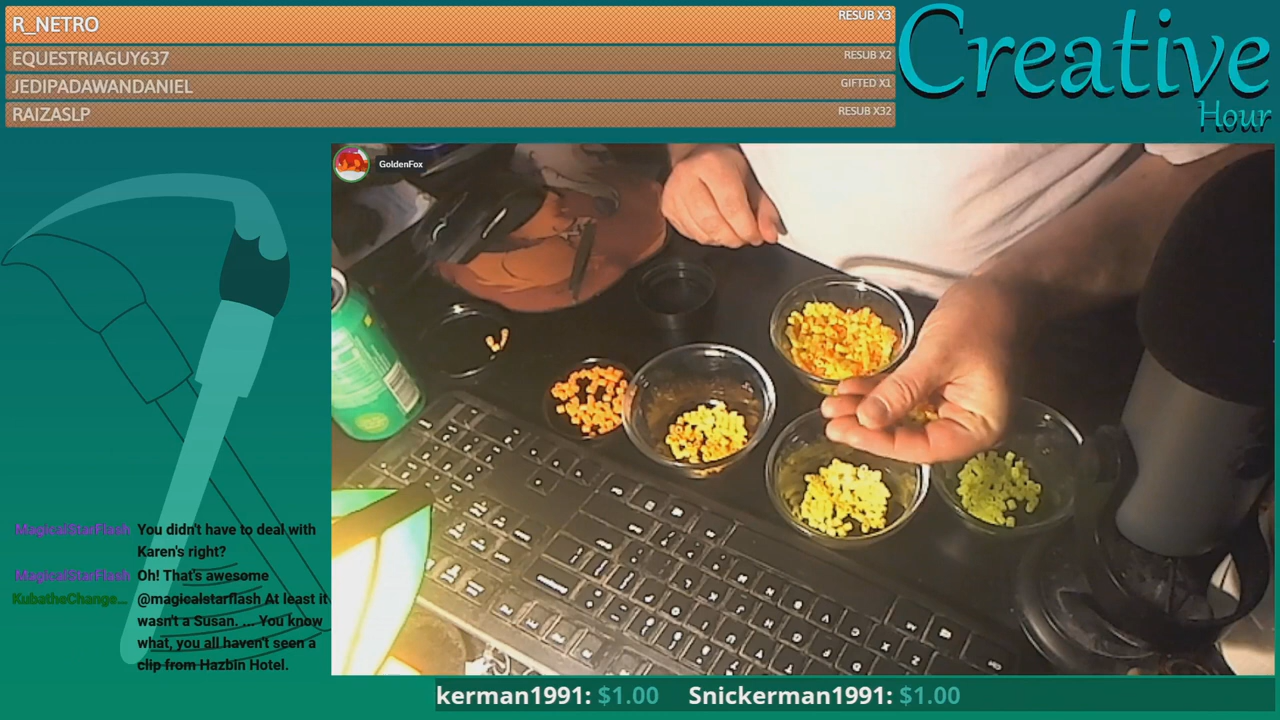 R_NETRO
RESUB X3
EQUESTRIAGUY637
RESUB X2
JEDIPADAWANDANIEL
GIFTED X1
RAIZASLP
RESUB X32
Creative
Hour
GoldenFox
MagicalStarFlash You didn't have to deal with
Karen's right?
MagicalStarFlash Oh! That's awesome
KubatheChange... @magicalstarflash At least it
wasn't a Susan. ... You know
what, you all haven't seen a
clip from Hazbin Hotel.
kerman1991: $1.00 Snickerman1991: $1.00